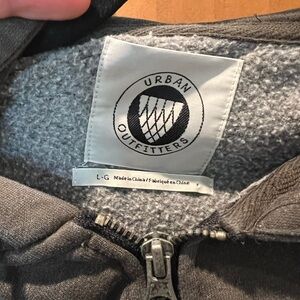 URBAN
OUTFITTERS
L-G Made in China / Fabriqué en Chine